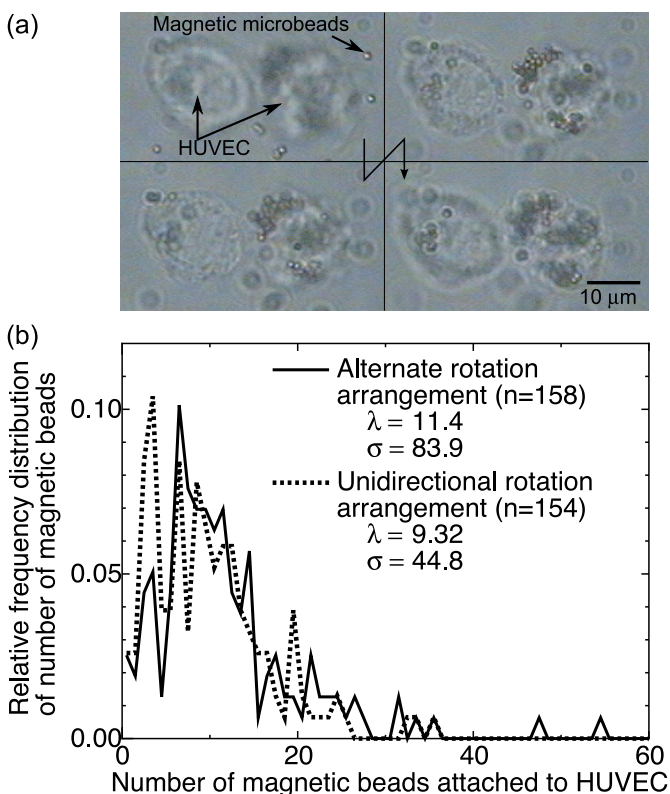 (a)
Magnetic microbeads
HUVEC
10 μm
(b)
Relative frequency distribution
of number of magnetic beads
0.10
0.05
0.00
0
20
40
60
Number of magnetic beads attached to HUVEC
Alternate rotation
arrangement (n=158)
λ = 11.4
σ = 83.9
Unidirectional rotation
arrangement (n=154)
λ = 9.32
σ = 44.8